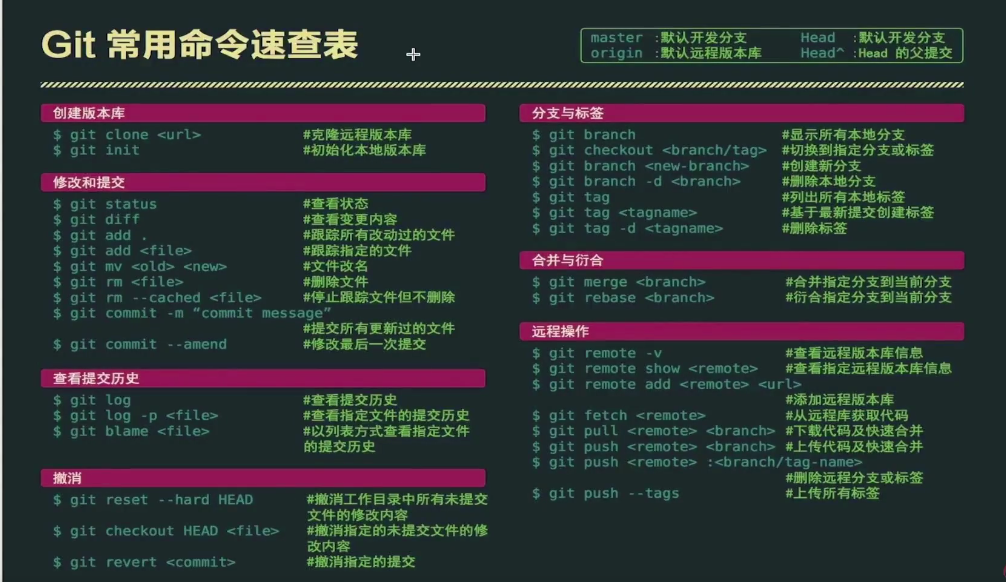 Git 常用命令速查表
master :默认开发分支 Head :默认开发分支
origin :默认远程版本库 Head^ :Head 的父提交
创建版本库
$ git clone <url> #克隆远程版本库
$ git init #初始化本地版本库
修改和提交
$ git status #查看状态
$ git diff #查看变更内容
$ git add . #跟踪所有改动过的文件
$ git add <file> #跟踪指定的文件
$ git mv <old> <new> #文件改名
$ git rm <file> #删除文件
$ git rm --cached <file> #停止跟踪文件但不删除
$ git commit -m “commit message”
#提交所有更新过的文件
$ git commit --amend #修改最后一次提交
查看提交历史
$ git log #查看提交历史
$ git log -p <file> #查看指定文件的提交历史
$ git blame <file> #以列表方式查看指定文件
的提交历史
撤消
$ git reset --hard HEAD #撤消工作目录中所有未提交
文件的修改内容
$ git checkout HEAD <file> #撤消指定的未提交文件的修
改内容
$ git revert <commit> #撤消指定的提交
分支与标签
$ git branch #显示所有本地分支
$ git checkout <branch/tag> #切换到指定分支或标签
$ git branch <new-branch> #创建新分支
$ git branch -d <branch> #删除本地分支
$ git tag #列出所有本地标签
$ git tag <tagname> #基于最新提交创建标签
$ git tag -d <tagname> #删除标签
合并与衍合
$ git merge <branch> #合并指定分支到当前分支
$ git rebase <branch> #衍合指定分支到当前分支
远程操作
$ git remote -v #查看远程版本库信息
$ git remote show <remote> #查看指定远程版本库信息
$ git remote add <remote> <url>
#添加远程版本库
$ git fetch <remote> #从远程库获取代码
$ git pull <remote> <branch> #下载代码及快速合并
$ git push <remote> <branch> #上传代码及快速合并
$ git push <remote> :<branch/tag-name>
#删除远程分支或标签
$ git push --tags #上传所有标签